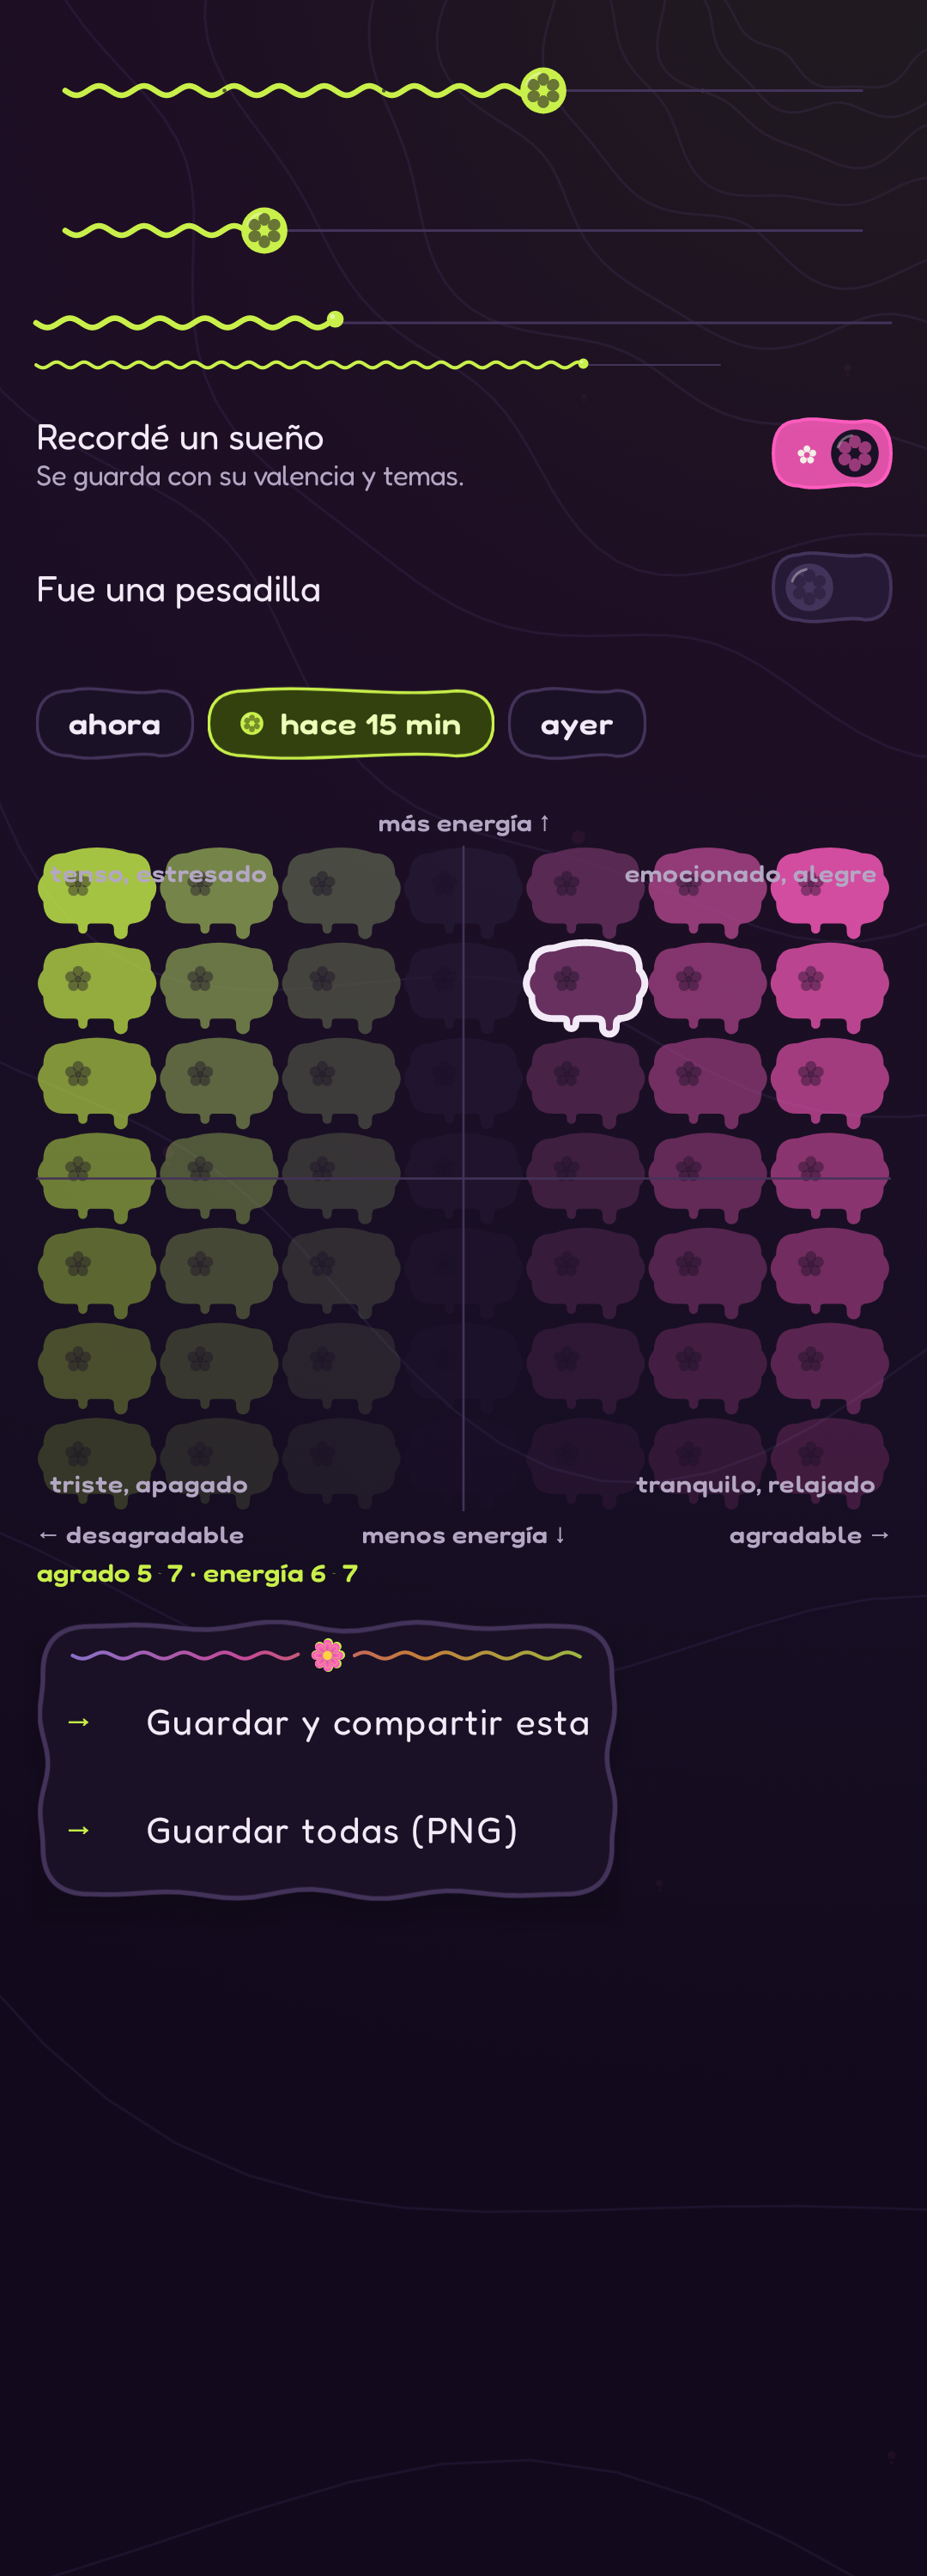 Recordé un sueño
Se guarda con su valencia y temas.
Fue una pesadilla
ahora
hace 15 min
ayer
más energía ↑
tenso, estresado
emocionado, alegre
triste, apagado
tranquilo, relajado
← desagradable
menos energía ↓
agradable →
agrado 5 · 7 · energía 6 · 7
→ Guardar y compartir esta
→ Guardar todas (PNG)